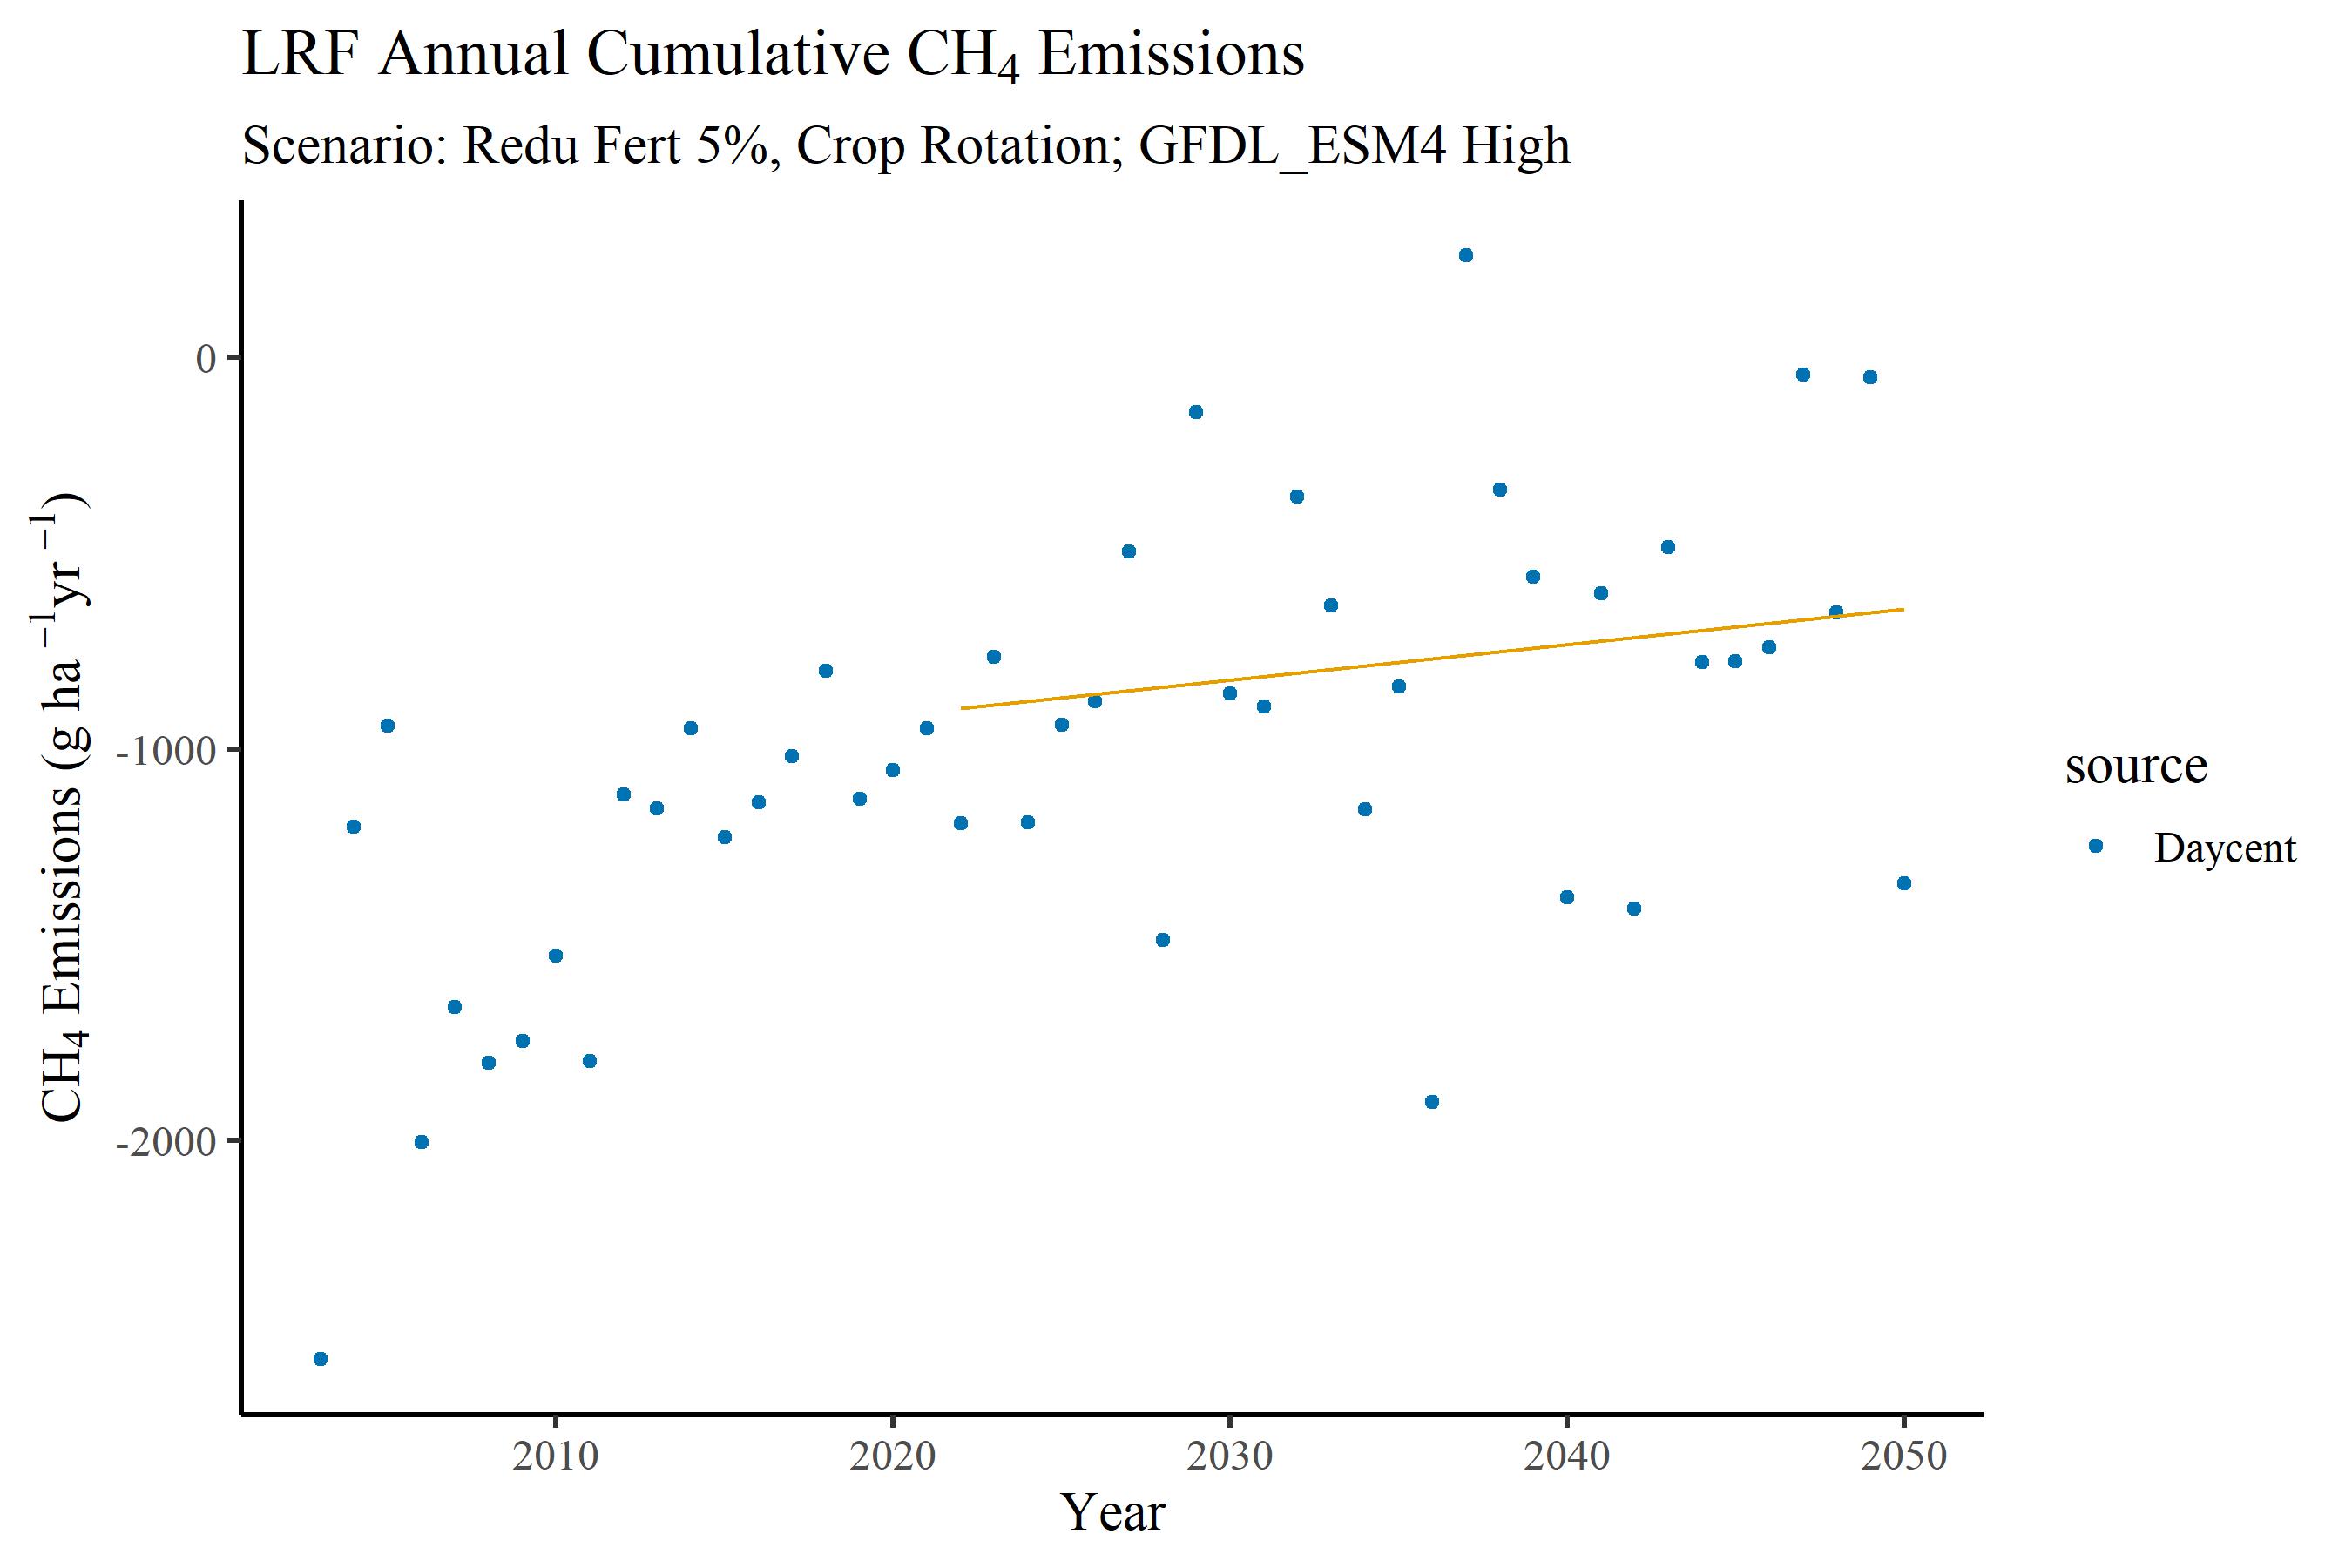 LRF Annual Cumulative CH₄ Emissions
Scenario: Redu Fert 5%, Crop Rotation; GFDL_ESM4 High
CH₄ Emissions (g ha ⁻¹yr ⁻¹)
0
-1000
-2000
2010 2020 2030 2040 2050
Year
source
Daycent